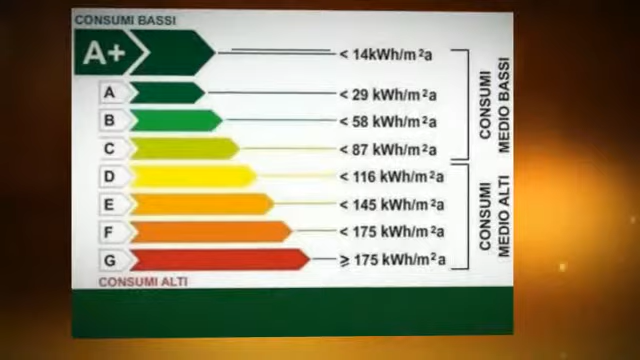 CONSUMI BASSI
A+ < 14kWh/m²a
A < 29 kWh/m²a
B < 58 kWh/m²a
C < 87 kWh/m²a
D < 116 kWh/m²a
E < 145 kWh/m²a
F < 175 kWh/m²a
G ⩾ 175 kWh/m²a
CONSUMI ALTI
CONSUMI
MEDIO BASSI
CONSUMI
MEDIO ALTI